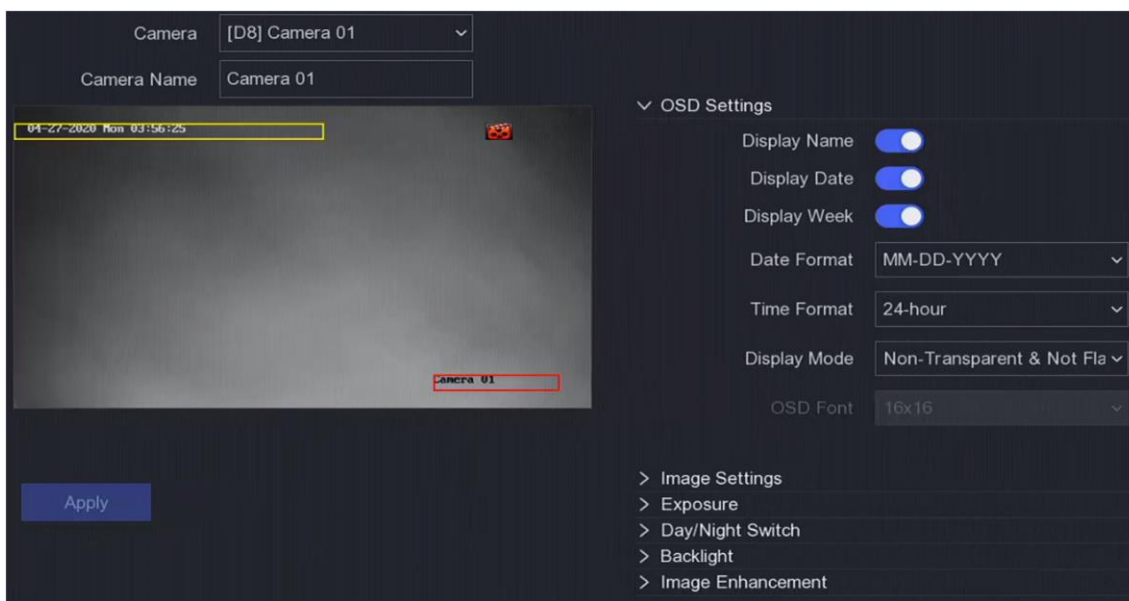 Camera [D8] Camera 01
Camera Name Camera 01
04-27-2020 Mon 03:56:25
Camera 01
Apply
OSD Settings
Display Name
Display Date
Display Week
Date Format MM-DD-YYYY
Time Format 24-hour
Display Mode Non-Transparent & Not Fla
OSD Font 16x16
Image Settings
Exposure
Day/Night Switch
Backlight
Image Enhancement